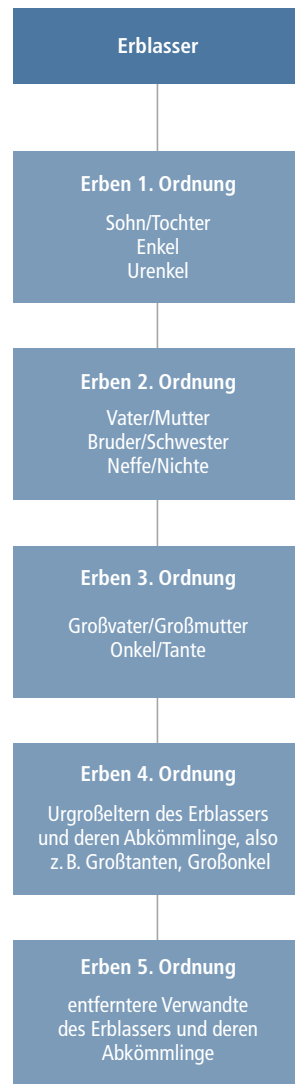 Erblasser
Erben 1. Ordnung
Sohn/Tochter
Enkel
Urenkel
Erben 2. Ordnung
Vater/Mutter
Bruder/Schwester
Neffe/Nichte
Erben 3. Ordnung
Großvater/Großmutter
Onkel/Tante
Erben 4. Ordnung
Urgroßeltern des Erblassers
und deren Abkömmlinge, also
z. B. Großtanten, Großonkel
Erben 5. Ordnung
entferntere Verwandte
des Erblassers und deren
Abkömmlinge